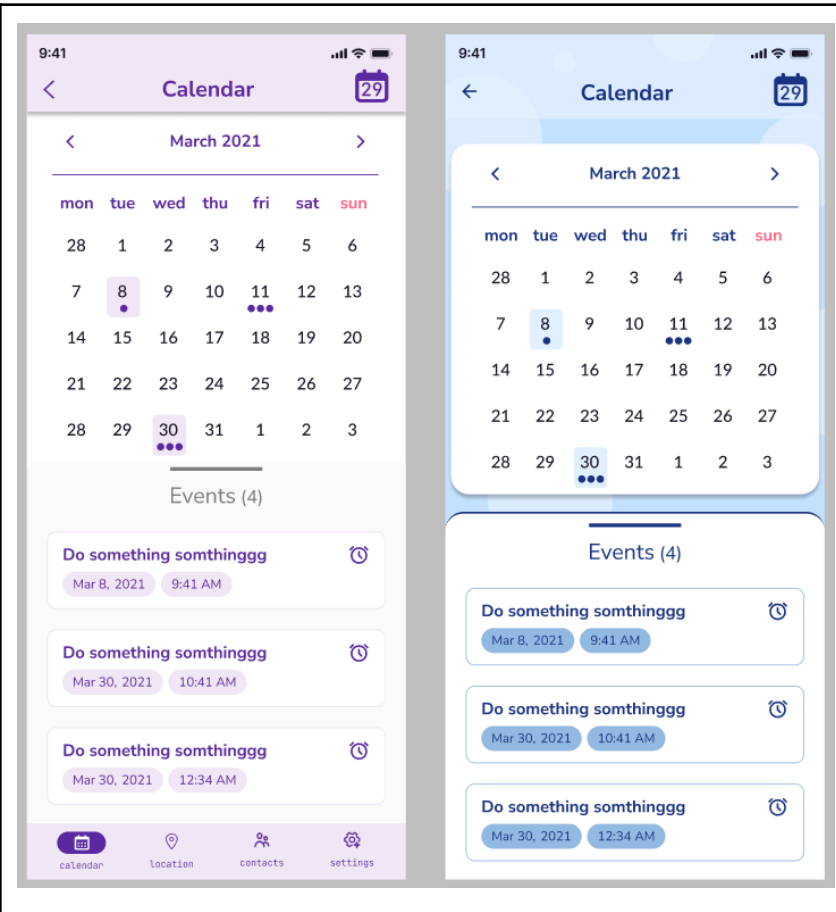 9:41
Calendar
29
March 2021
mon tue wed thu fri sat sun
28 1 2 3 4 5 6
7 8 9 10 11 12 13
14 15 16 17 18 19 20
21 22 23 24 25 26 27
28 29 30 31 1 2 3
Events (4)
Do something somthinggg
Mar 8, 2021 9:41 AM
Do something somthinggg
Mar 30, 2021 10:41 AM
Do something somthinggg
Mar 30, 2021 12:34 AM
calendar location contacts settings
9:41
Calendar
29
March 2021
mon tue wed thu fri sat sun
28 1 2 3 4 5 6
7 8 9 10 11 12 13
14 15 16 17 18 19 20
21 22 23 24 25 26 27
28 29 30 31 1 2 3
Events (4)
Do something somthinggg
Mar 8, 2021 9:41 AM
Do something somthinggg
Mar 30, 2021 10:41 AM
Do something somthinggg
Mar 30, 2021 12:34 AM